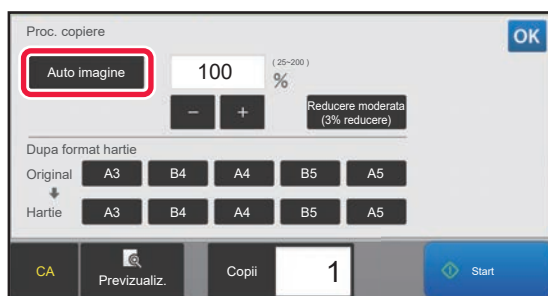 Proc. copiere
OK
Auto imagine
100
(25~200)
%
-
+
Reducere moderata
(3% reducere)
Dupa format hartie
Original A3 B4 A4 B5 A5
Hartie A3 B4 A4 B5 A5
CA
Previzualiz.
Copii
1
Start